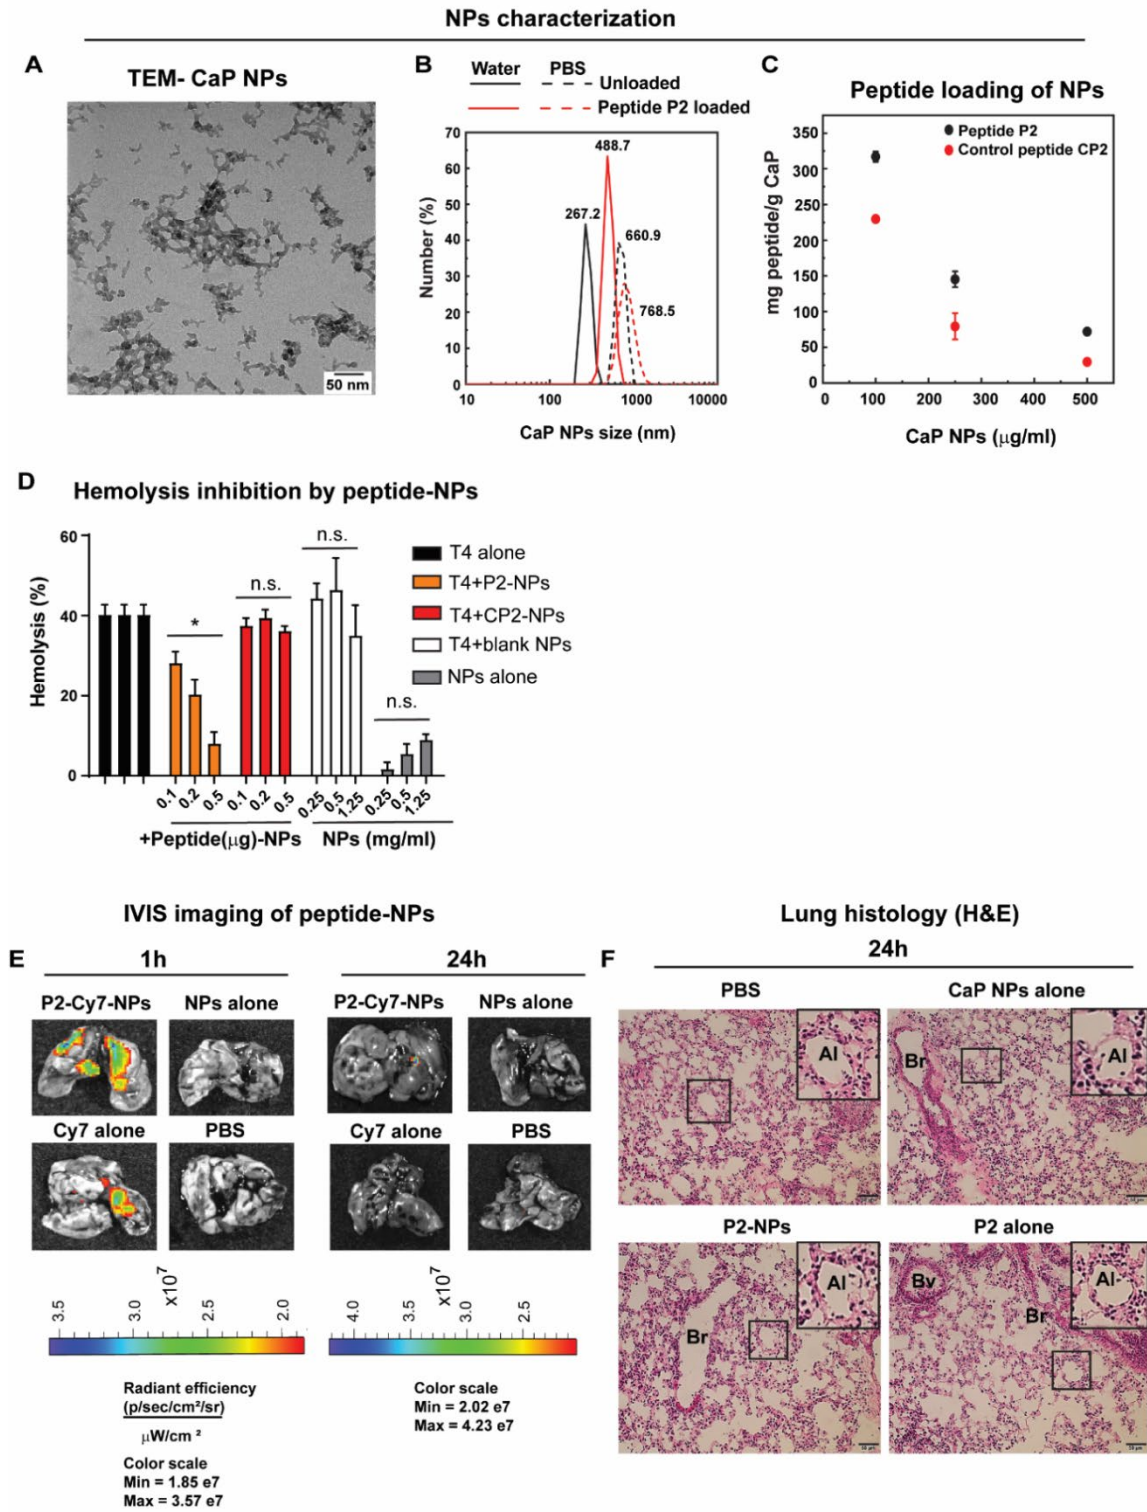 NPs characterization
A
TEM- CaP NPs
50 nm
B
Water PBS
Unloaded
Peptide P2 loaded
70
60
50
40
30
20
10
0
Number (%)
488.7
267.2
660.9
768.5
10 100 1000 10000
CaP NPs size (nm)
C
Peptide loading of NPs
Peptide P2
Control peptide CP2
350
300
250
200
150
100
50
0
mg peptide/g CaP
0 100 200 300 400 500
CaP NPs (μg/ml)
D
Hemolysis inhibition by peptide-NPs
60
40
20
0
Hemolysis (%)
*
n.s.
n.s.
n.s.
T4 alone
T4+P2-NPs
T4+CP2-NPs
T4+blank NPs
NPs alone
0.1 0.2 0.5 0.1 0.2 0.5 0.25 0.5 1.25 0.25 0.5 1.25
+Peptide(μg)-NPs NPs (mg/ml)
IVIS imaging of peptide-NPs
E
1h 24h
P2-Cy7-NPs NPs alone P2-Cy7-NPs NPs alone
Cy7 alone PBS Cy7 alone PBS
x10⁷
3.5 3.0 2.5 2.0
x10⁷
4.0 3.5 3.0 2.5
Radiant efficiency
(p/sec/cm²/sr)
μW/cm ²
Color scale
Min = 1.85 e7
Max = 3.57 e7
Color scale
Min = 2.02 e7
Max = 4.23 e7
Lung histology (H&E)
24h
F
PBS CaP NPs alone
Al
Br Al
P2-NPs P2 alone
Br Al
Bv Br Al